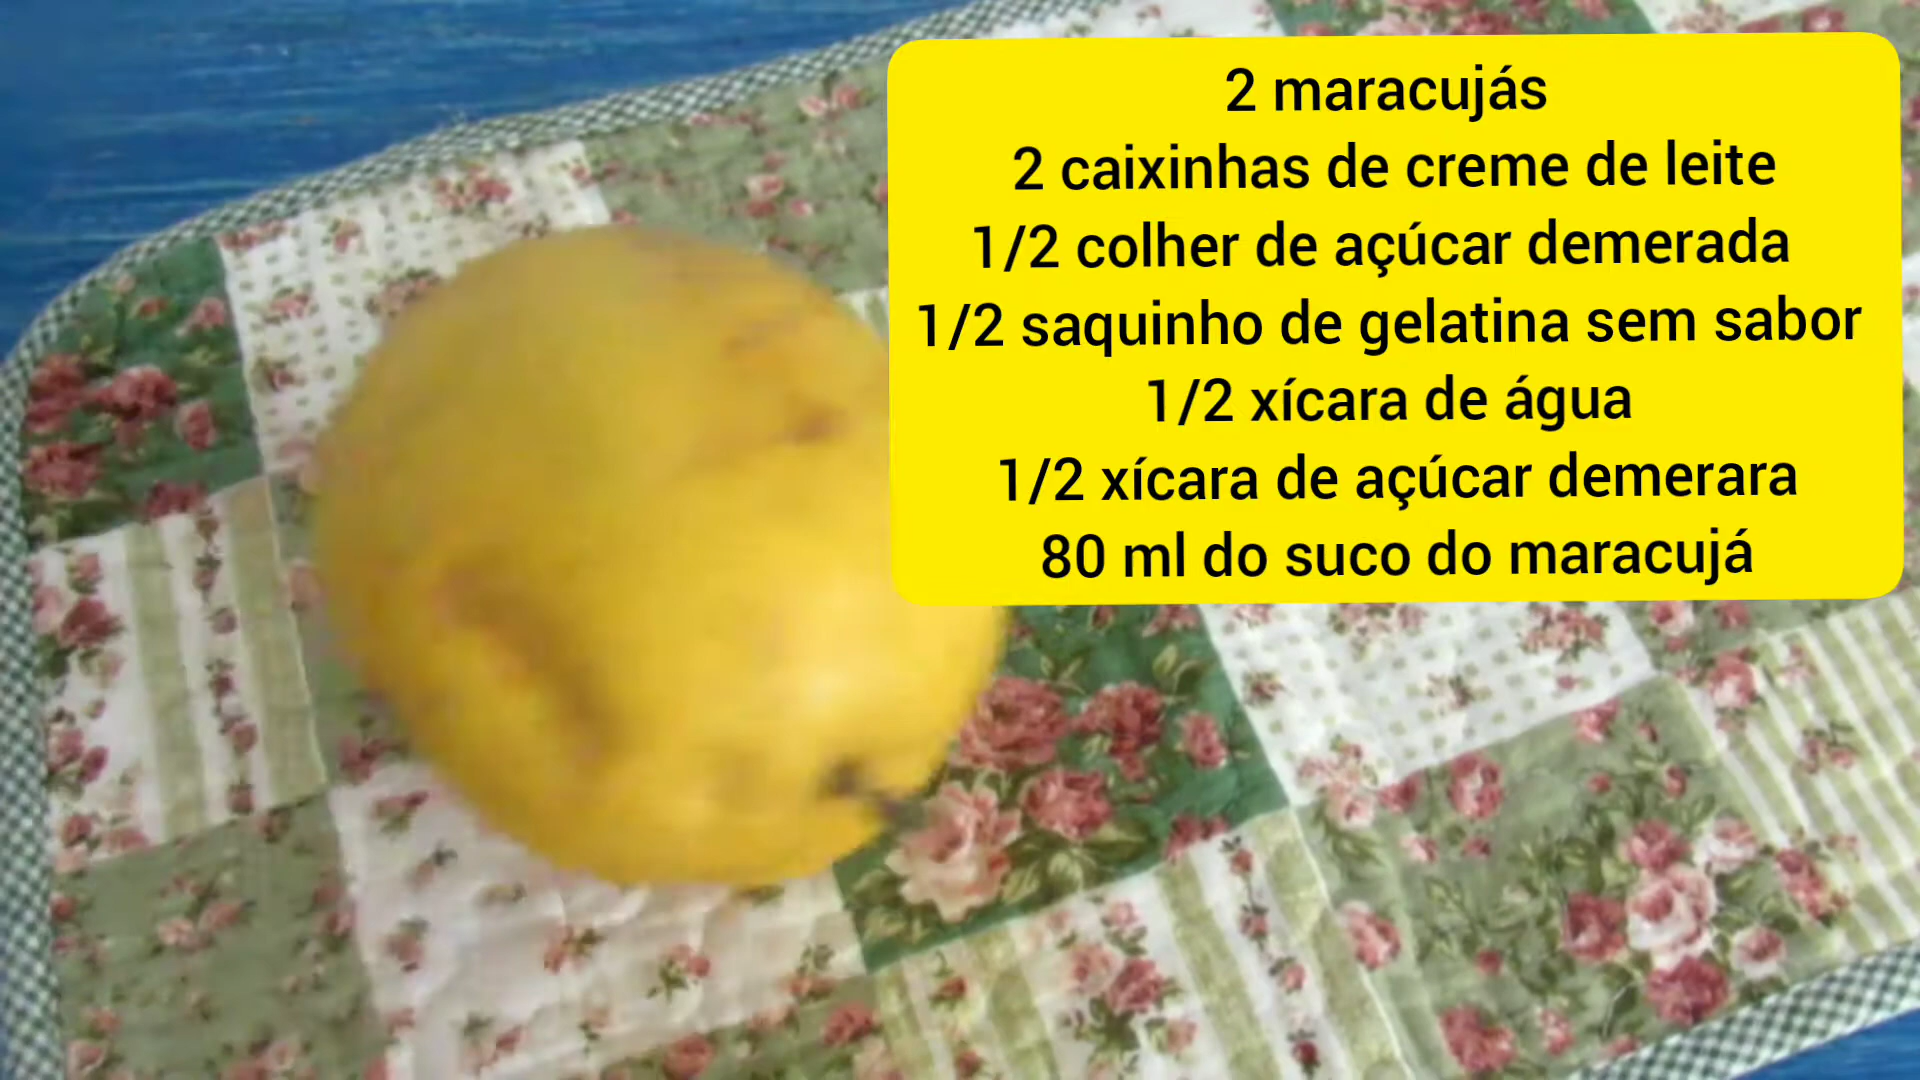 2 maracujás
2 caixinhas de creme de leite
1/2 colher de açúcar demerada
1/2 saquinho de gelatina sem sabor
1/2 xícara de água
1/2 xícara de açúcar demerara
80 ml do suco do maracujá